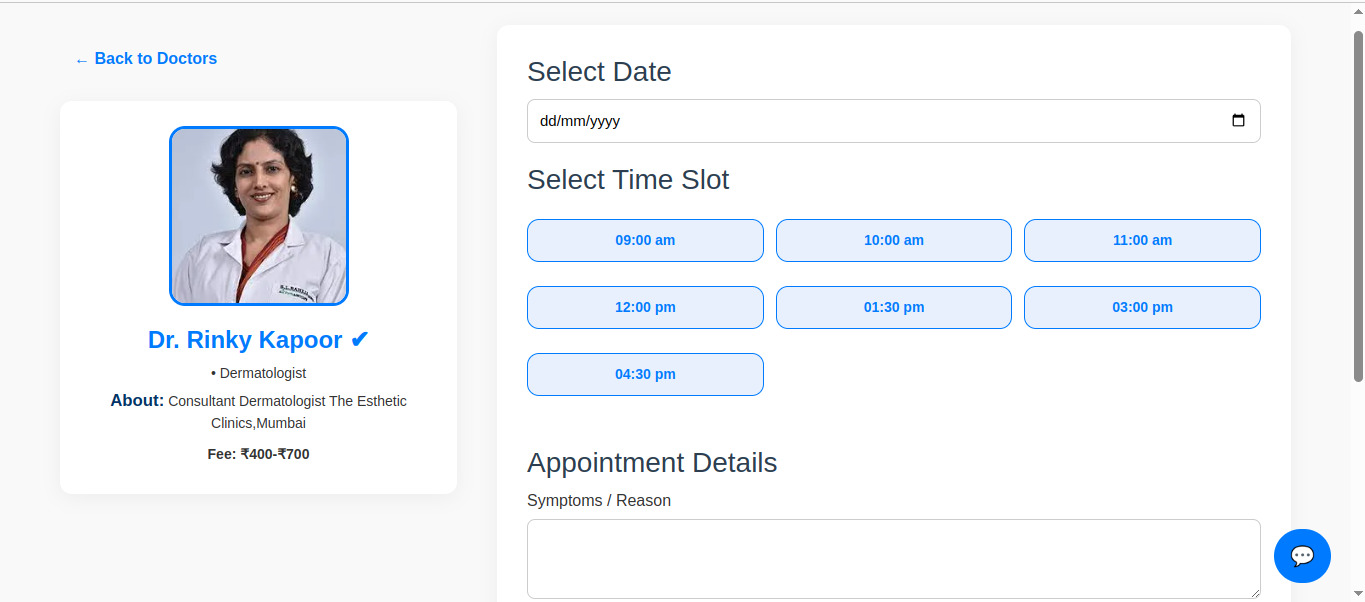 ← Back to Doctors
Dr. Rinky Kapoor ✔
• Dermatologist
About: Consultant Dermatologist The Esthetic
Clinics,Mumbai
Fee: ₹400-₹700
Select Date
dd/mm/yyyy
Select Time Slot
09:00 am
10:00 am
11:00 am
12:00 pm
01:30 pm
03:00 pm
04:30 pm
Appointment Details
Symptoms / Reason